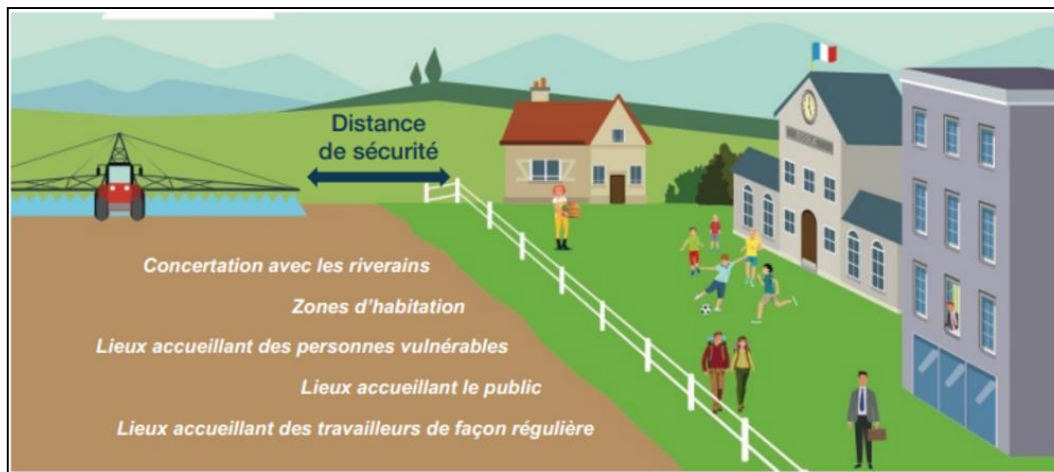 Distance
de sécurité
Concertation avec les riverains
Zones d'habitation
Lieux accueillant des personnes vulnérables
Lieux accueillant le public
Lieux accueillant des travailleurs de façon régulière